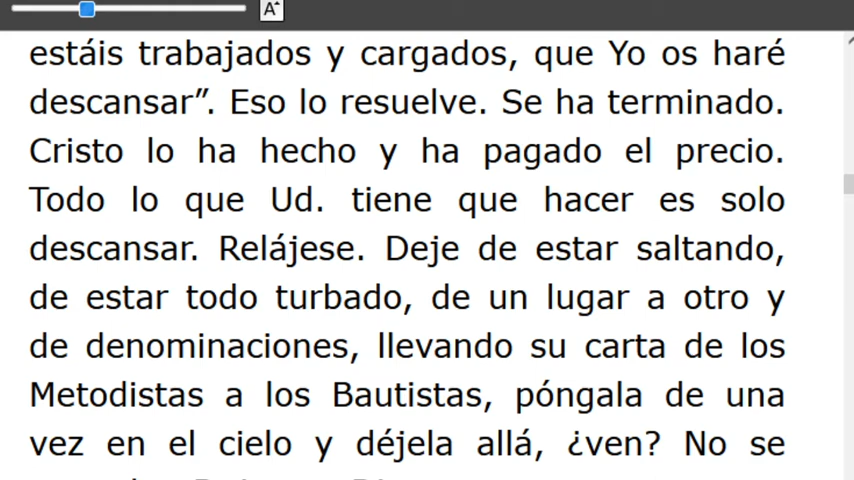 A
estáis trabajados y cargados, que Yo os haré
descansar”. Eso lo resuelve. Se ha terminado.
Cristo lo ha hecho y ha pagado el precio.
Todo lo que Ud. tiene que hacer es solo
descansar. Relájese. Deje de estar saltando,
de estar todo turbado, de un lugar a otro y
de denominaciones, llevando su carta de los
Metodistas a los Bautistas, póngala de una
vez en el cielo y déjela allá, ¿ven? No se